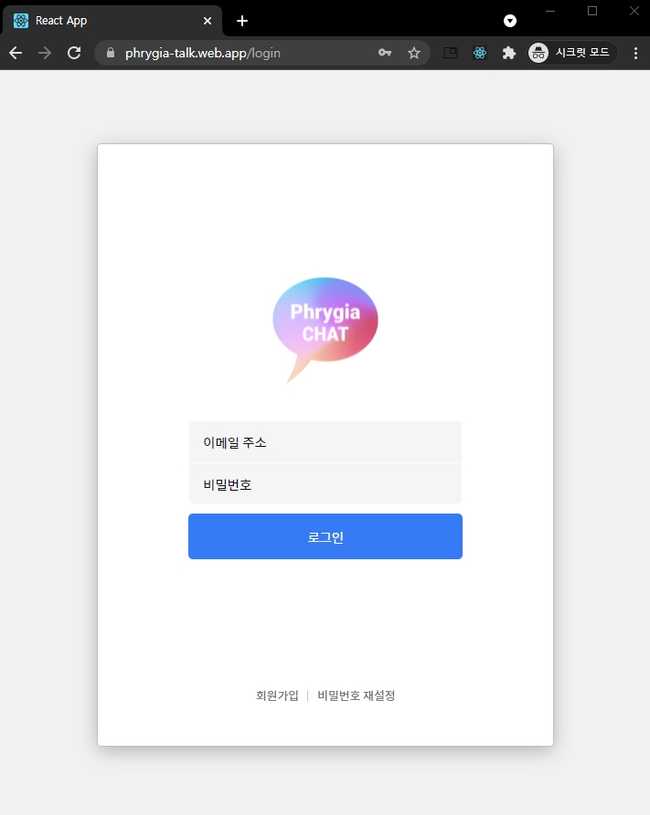 React App
phrygia-talk.web.app/login
시크릿 모드
Phrygia
CHAT
이메일 주소
비밀번호
로그인
회원가입 | 비밀번호 재설정